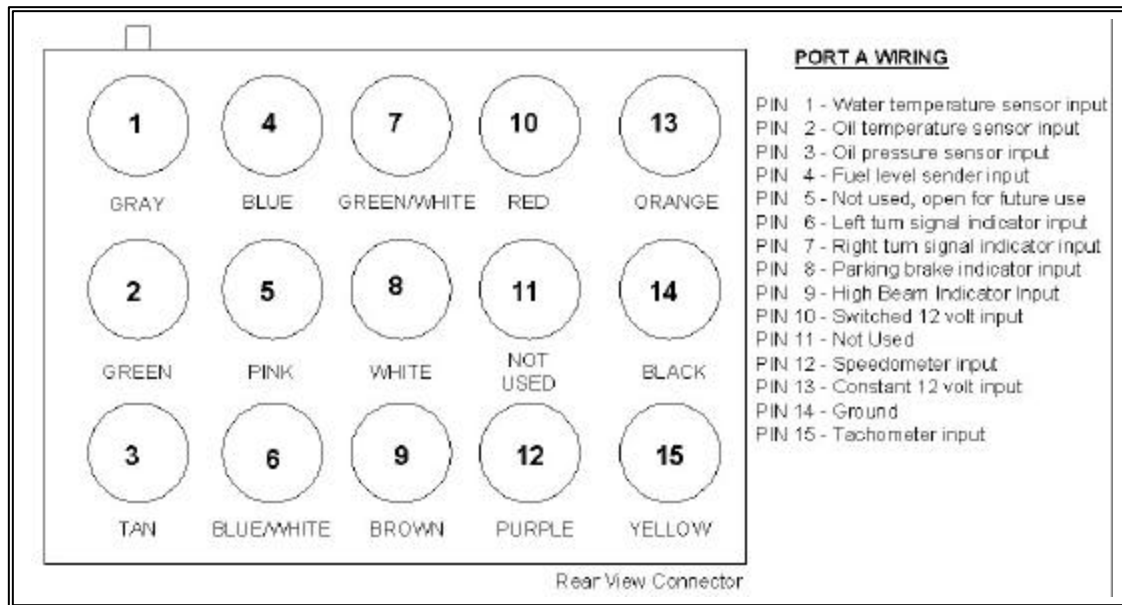 1 4 7 10 13
GRAY BLUE GREEN/WHITE RED ORANGE
2 5 8 11 14
GREEN PINK WHITE NOT USED BLACK
3 6 9 12 15
TAN BLUE/WHITE BROWN PURPLE YELLOW
Rear View Connector
PORT A WIRING
PIN 1 - Water temperature sensor input
PIN 2 - Oil temperature sensor input
PIN 3 - Oil pressure sensor input
PIN 4 - Fuel level sender input
PIN 5 - Not used, open for future use
PIN 6 - Left turn signal indicator input
PIN 7 - Right turn signal indicator input
PIN 8 - Parking brake indicator input
PIN 9 - High Beam Indicator Input
PIN 10 - Switched 12 volt input
PIN 11 - Not Used
PIN 12 - Speedometer input
PIN 13 - Constant 12 volt input
PIN 14 - Ground
PIN 15 - Tachometer input